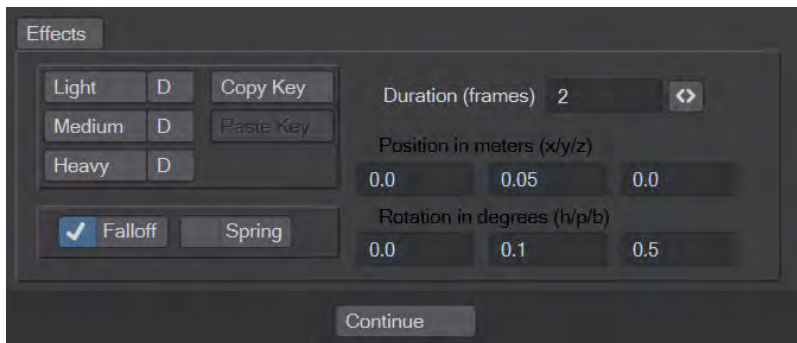 Effects
Light D Copy Key
Medium D Paste Key
Heavy D
Falloff Spring
Duration (frames) 2
Position in meters (x/y/z)
0.0 0.05 0.0
Rotation in degrees (h/p/b)
0.0 0.1 0.5
Continue